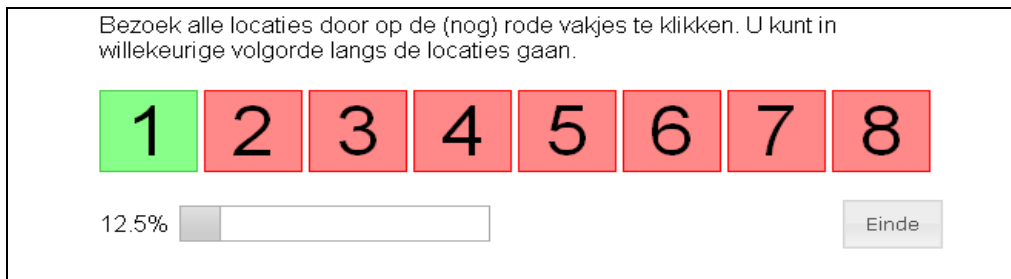 Bezoek alle locaties door op de (nog) rode vakjes te klikken. U kunt in
willekeurige volgorde langs de locaties gaan.
1 2 3 4 5 6 7 8
12.5% Einde